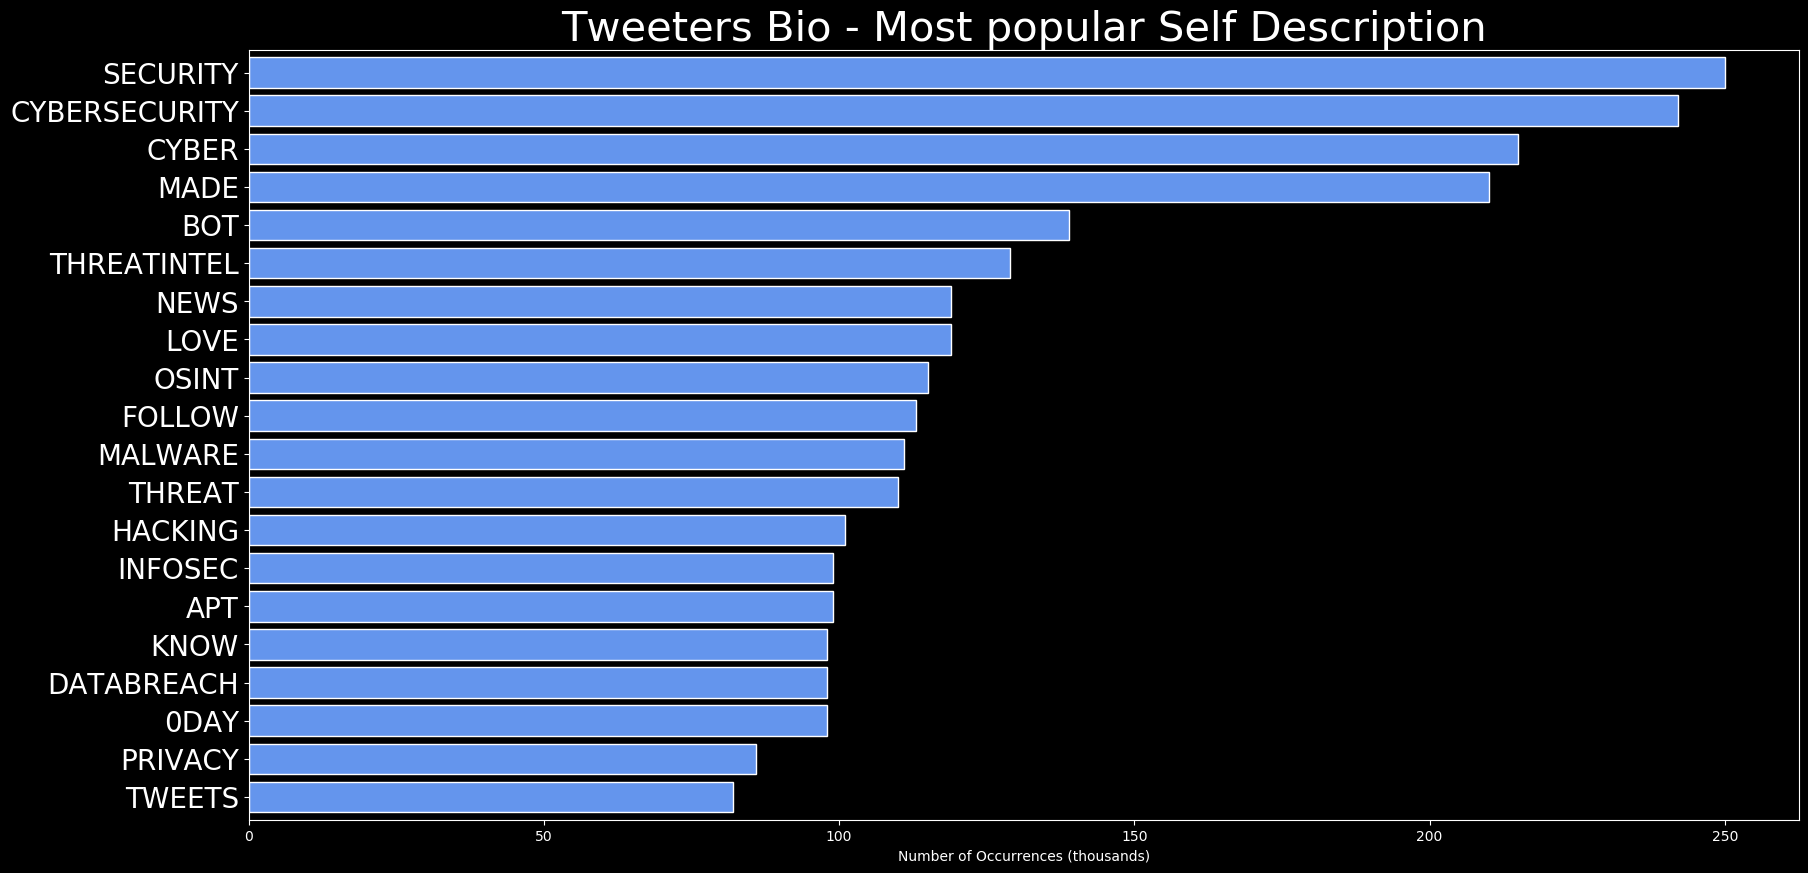 Tweeters Bio - Most popular Self Description
SECURITY
CYBERSECURITY
CYBER
MADE
BOT
THREATINTEL
NEWS
LOVE
OSINT
FOLLOW
MALWARE
THREAT
HACKING
INFOSEC
APT
KNOW
DATABREACH
0DAY
PRIVACY
TWEETS
0 50 100 150 200 250
Number of Occurrences (thousands)